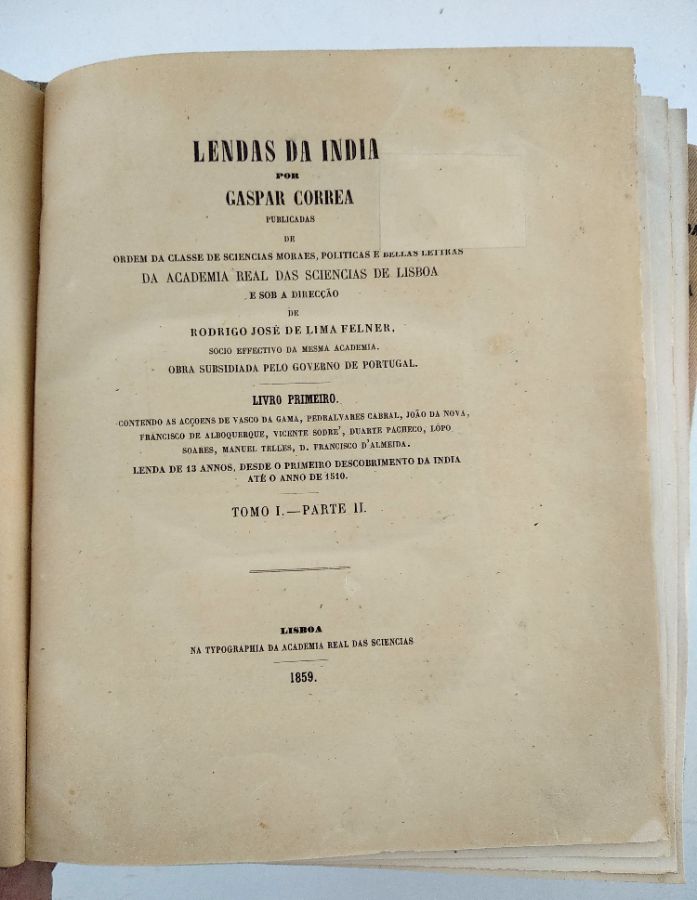 LENDAS DA INDIA
POR
GASPAR CORREA
PUBLICADAS
DE
ORDEM DA CLASSE DE SCIENCIAS MORAES, POLITICAS E BELLAS LETTRAS
DA ACADEMIA REAL DAS SCIENCIAS DE LISBOA
E SOB A DIRECÇÃO
DE
RODRIGO JOSÉ DE LIMA FELNER,
SOCIO EFFECTIVO DA MESMA ACADEMIA.
OBRA SUBSIDIADA PELO GOVERNO DE PORTUGAL.
LIVRO PRIMEIRO.
CONTENDO AS ACÇOENS DE VASCO DA GAMA, PEDRALVARES CABRAL, JOÃO DA NOVA,
FRANCISCO DE ALBOQUERQUE, VICENTE SODRE', DUARTE PACHECO, LOPO
SOARES, MANUEL TELLES, D. FRANCISCO D'ALMEIDA.
LENDA DE 13 ANNOS, DESDE O PRIMEIRO DESCOBRIMENTO DA INDIA
ATÉ O ANNO DE 1510.
TOMO I.—PARTE II.
LISBOA
NA TYPOGRAPHIA DA ACADEMIA REAL DAS SCIENCIAS
1859.